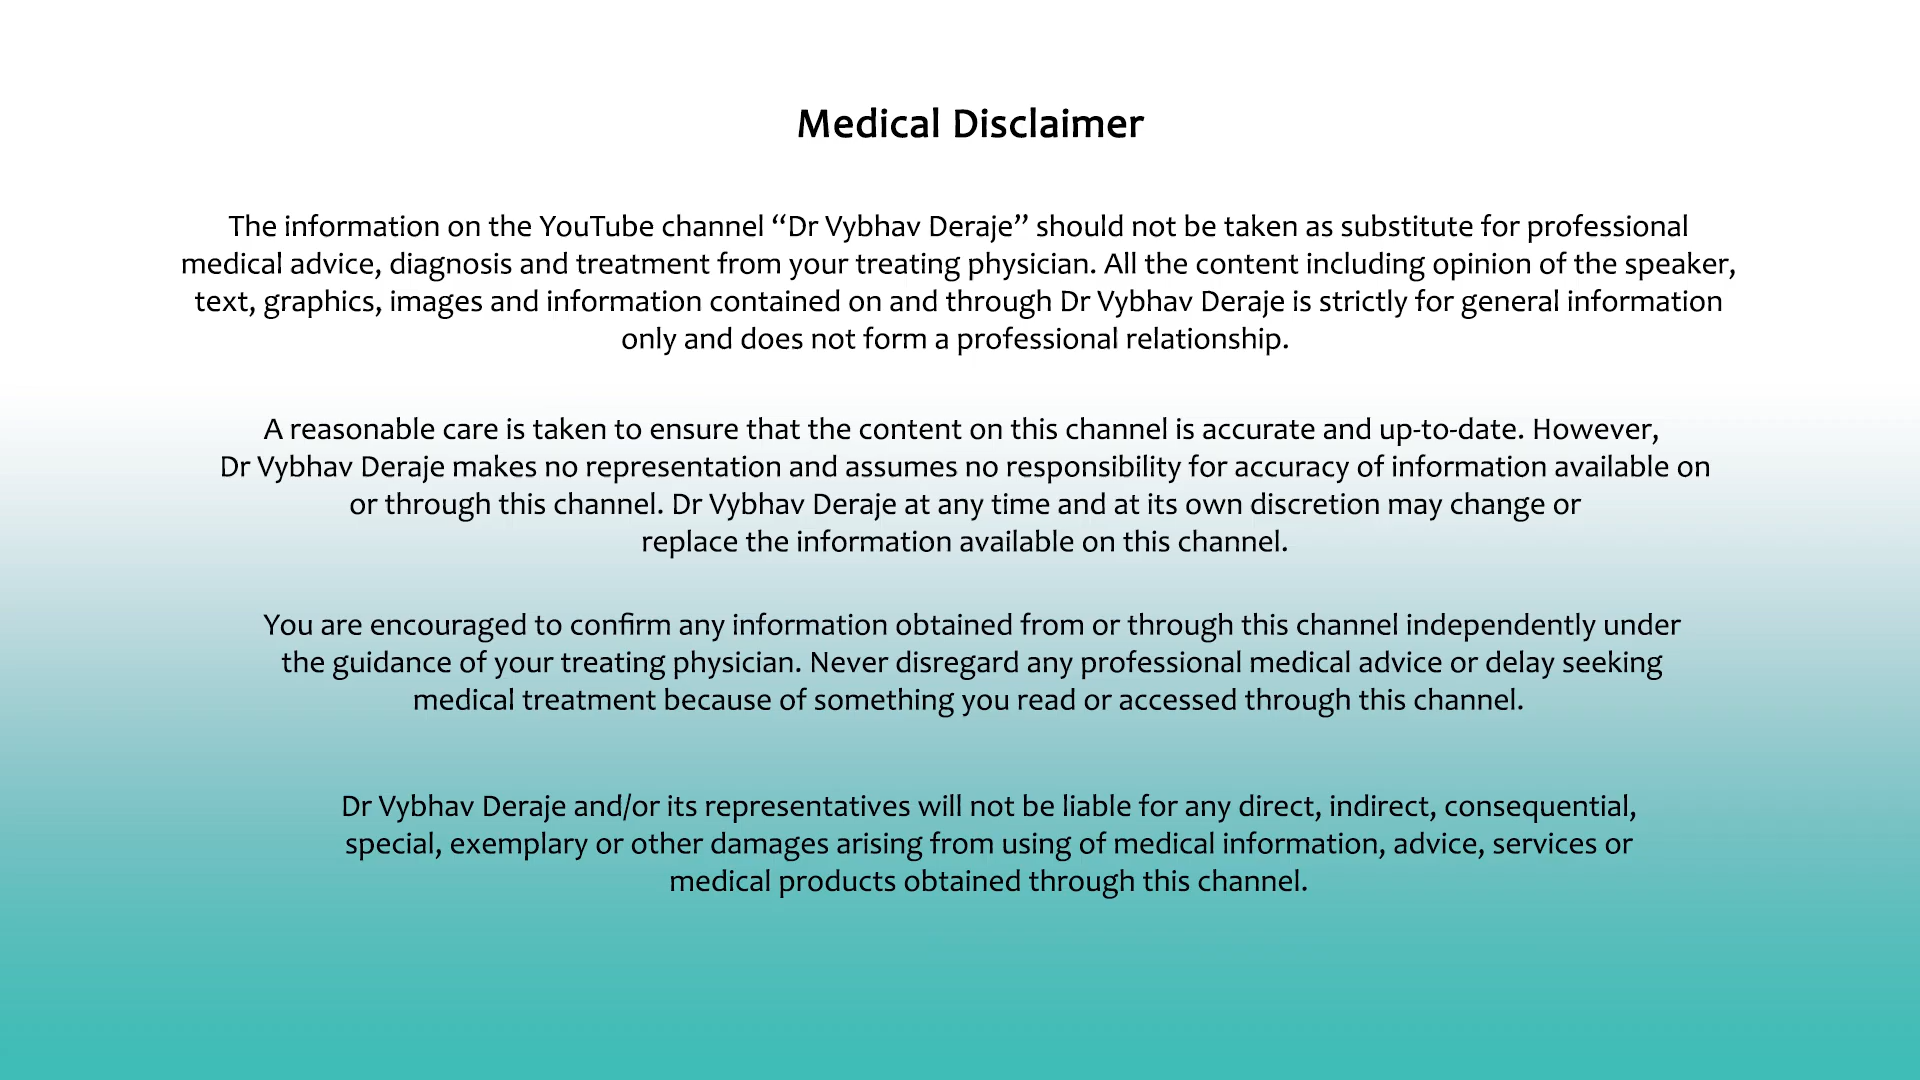 Medical Disclaimer
The information on the YouTube channel “Dr Vybhav Deraje” should not be taken as substitute for professional
medical advice, diagnosis and treatment from your treating physician. All the content including opinion of the speaker,
text, graphics, images and information contained on and through Dr Vybhav Deraje is strictly for general information
only and does not form a professional relationship.
A reasonable care is taken to ensure that the content on this channel is accurate and up-to-date. However,
Dr Vybhav Deraje makes no representation and assumes no responsibility for accuracy of information available on
or through this channel. Dr Vybhav Deraje at any time and at its own discretion may change or
replace the information available on this channel.
You are encouraged to confirm any information obtained from or through this channel independently under
the guidance of your treating physician. Never disregard any professional medical advice or delay seeking
medical treatment because of something you read or accessed through this channel.
Dr Vybhav Deraje and/or its representatives will not be liable for any direct, indirect, consequential,
special, exemplary or other damages arising from using of medical information, advice, services or
medical products obtained through this channel.